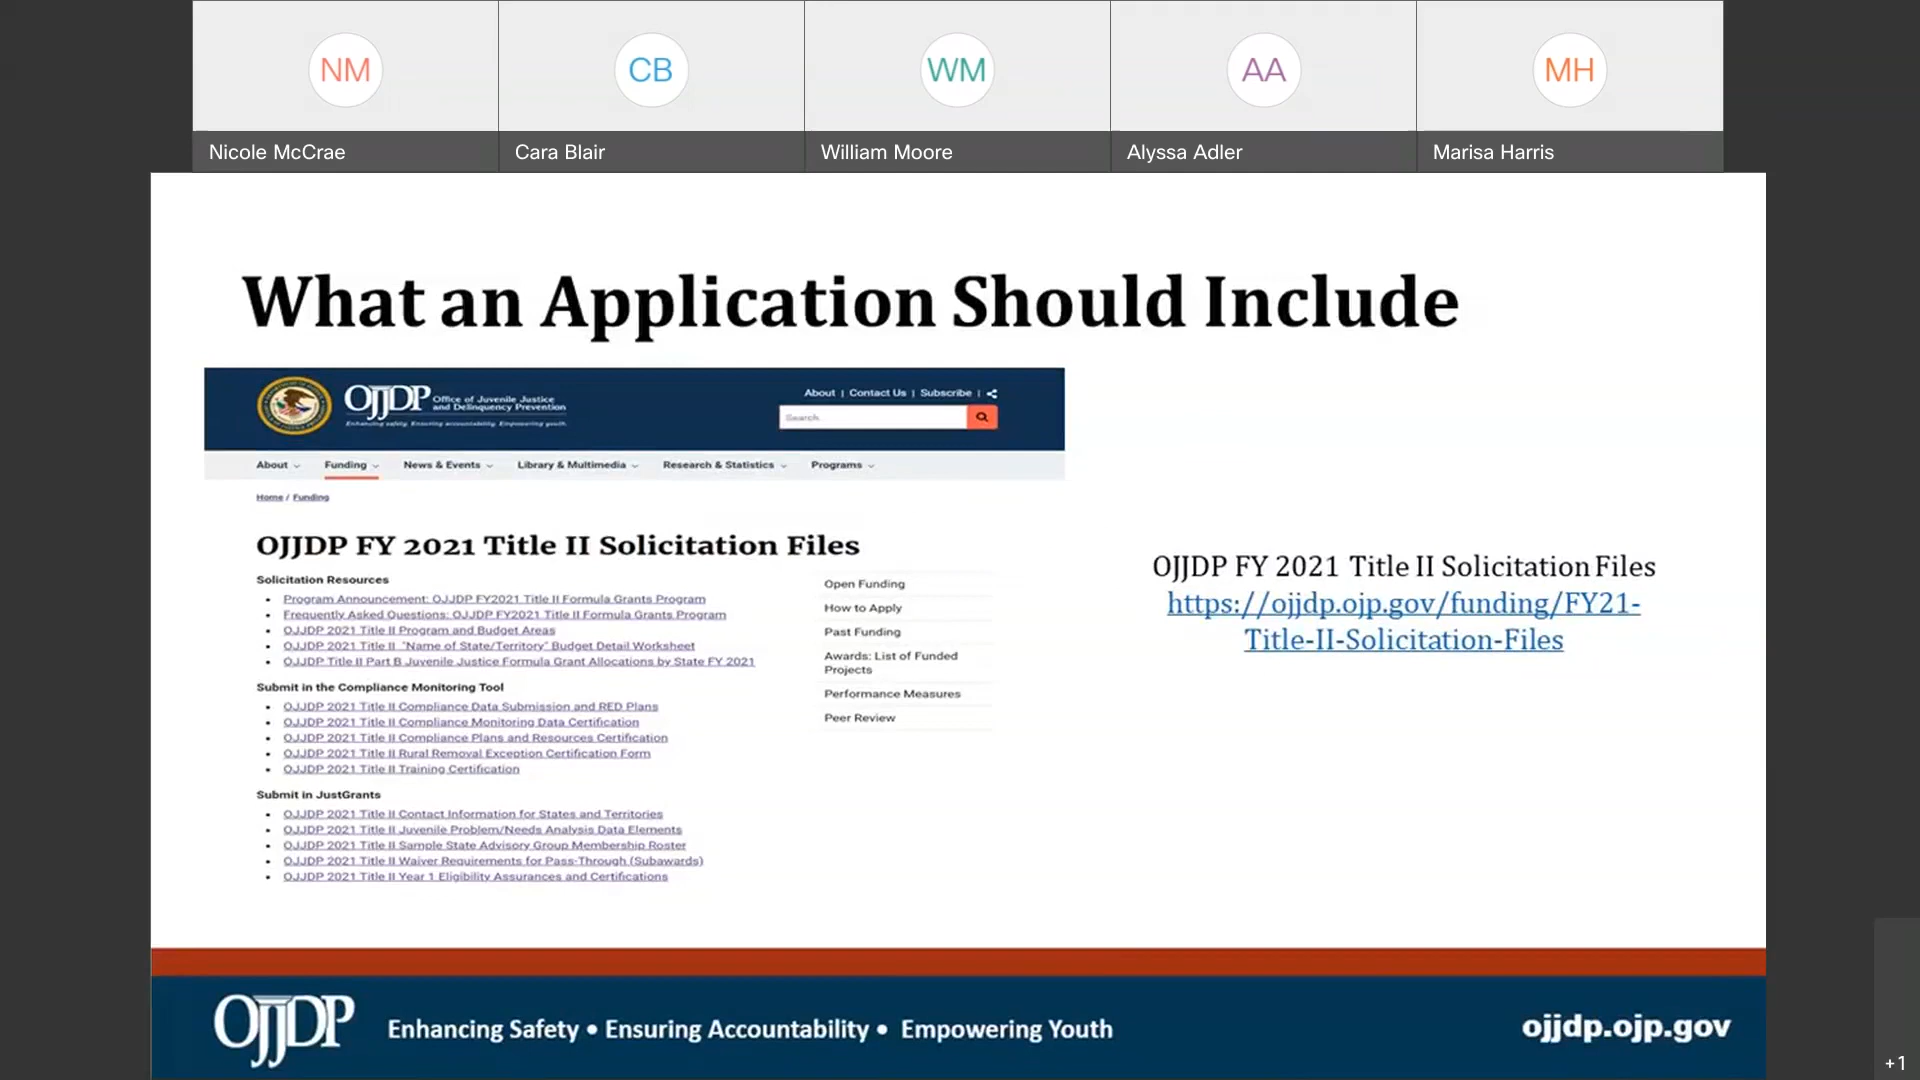 NM
CB
WM
AA
MH
Nicole McCrae
Cara Blair
William Moore
Alyssa Adler
Marisa Harris
What an Application Should Include
OJJDP Office of Juvenile Justice
and Delinquency Prevention
Enhancing safety. Ensuring accountability. Empowering youth.
About | Contact Us | Subscribe |
Search
About
Funding
News & Events
Library & Multimedia
Research & Statistics
Programs
Home / Funding
OJJDP FY 2021 Title II Solicitation Files
Solicitation Resources
• Program Announcement: OJJDP FY2021 Title II Formula Grants Program
• Frequently Asked Questions: OJJDP FY2021 Title II Formula Grants Program
• OJJDP 2021 Title II Program and Budget Areas
• OJJDP 2021 Title II "Name of State/Territory" Budget Detail Worksheet
• OJJDP Title II Part B Juvenile Justice Formula Grant Allocations by State FY 2021
Submit in the Compliance Monitoring Tool
• OJJDP 2021 Title II Compliance Data Submission and RED Plans
• OJJDP 2021 Title II Compliance Monitoring Data Certification
• OJJDP 2021 Title II Compliance Plans and Resources Certification
• OJJDP 2021 Title II Rural Removal Exception Certification Form
• OJJDP 2021 Title II Training Certification
Submit in JustGrants
• OJJDP 2021 Title II Contact Information for States and Territories
• OJJDP 2021 Title II Juvenile Problem/Needs Analysis Data Elements
• OJJDP 2021 Title II Sample State Advisory Group Membership Roster
• OJJDP 2021 Title II Waiver Requirements for Pass-Through (Subawards)
• OJJDP 2021 Title II Year 1 Eligibility Assurances and Certifications
Open Funding
How to Apply
Past Funding
Awards: List of Funded
Projects
Performance Measures
Peer Review
OJJDP FY 2021 Title II Solicitation Files
https://ojjdp.ojp.gov/funding/FY21-
Title-II-Solicitation-Files
OJJDP
Enhancing Safety • Ensuring Accountability • Empowering Youth
ojjdp.ojp.gov
+1